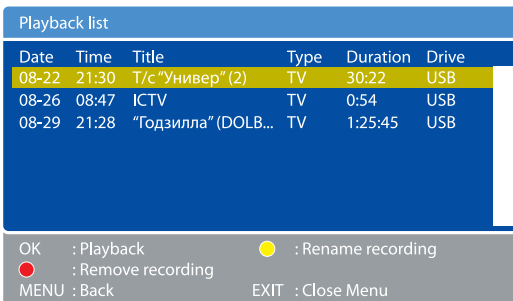 Playback list
Date Time Title Type Duration Drive
08-22 21:30 Т/с “Универ” (2) TV 30:22 USB
08-26 08:47 ICTV TV 0:54 USB
08-29 21:28 “Годзилла” (DOLB... TV 1:25:45 USB
OK : Playback : Rename recording
: Remove recording
MENU : Back EXIT : Close Menu